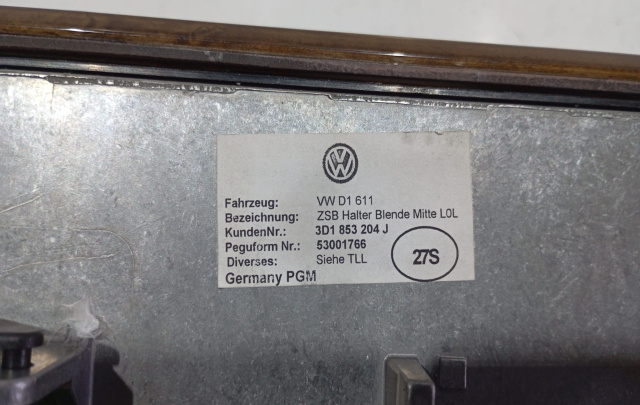 VW
Fahrzeug: VW D1 611
Bezeichnung: ZSB Halter Blende Mitte L0L
KundenNr.: 3D1 853 204 J
Peguform Nr.: 53001766
Diverses: Siehe TLL
27S
Germany PGM